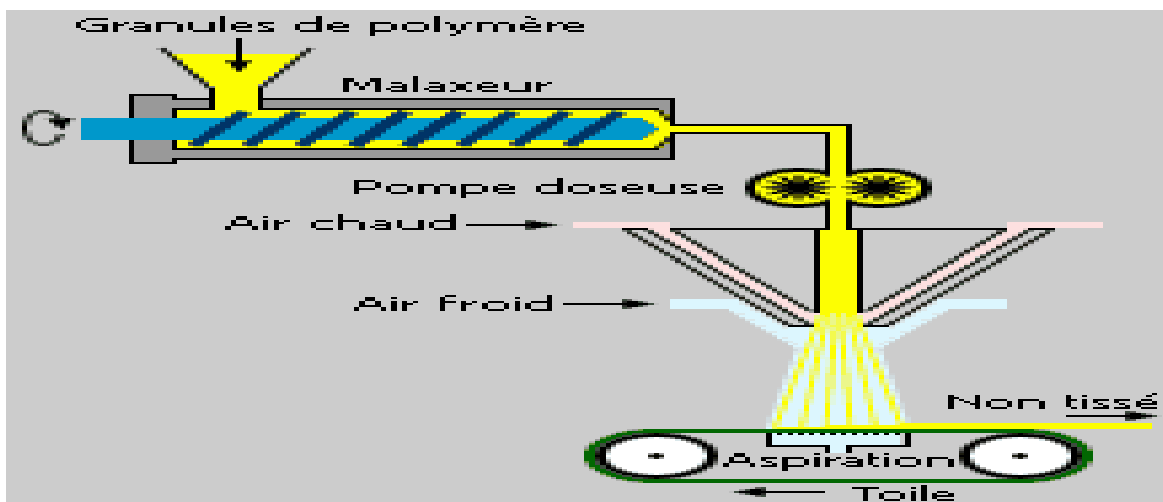 Granules de polymère
Malaxeur
Pompe doseuse
Air chaud
Air froid
Non tissé
Aspiration
Toile